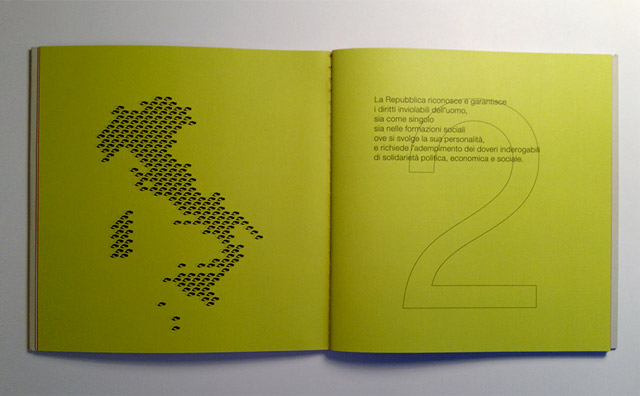 La Repubblica riconosce e garantisce
i diritti inviolabili dell'uomo,
sia come singolo
sia nelle formazioni sociali
ove si svolge la sua personalità,
e richiede l'adempimento dei doveri inderogabili
di solidarietà politica, economica e sociale.
2